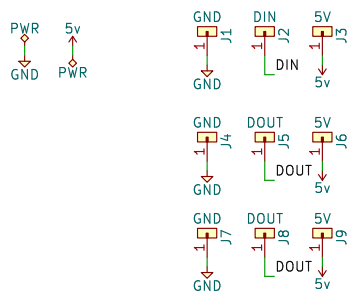 PWR 5v
GND PWR
GND DIN 5V
1 J1 1 J2 1 J3
DIN
GND 5v
GND DOUT 5V
1 J4 1 J5 1 J6
DOUT
GND 5v
GND DOUT 5V
1 J7 1 J8 1 J9
DOUT
GND 5v